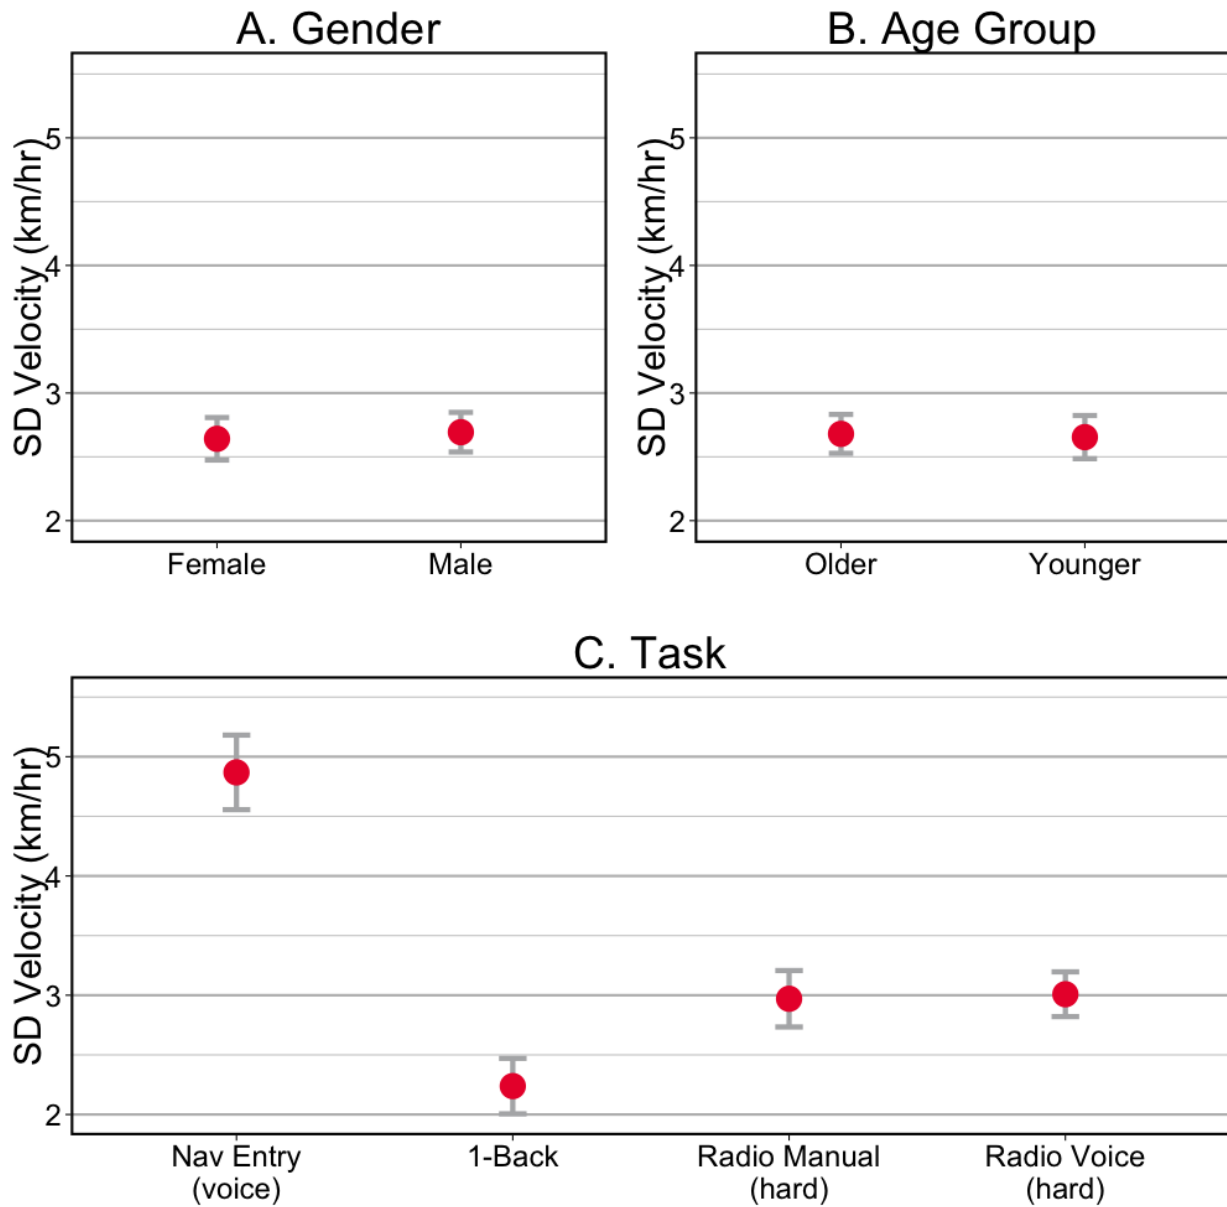 A. Gender
SD Velocity (km/hr)
5
4
3
2
Female Male
B. Age Group
SD Velocity (km/hr)
5
4
3
2
Older Younger
C. Task
SD Velocity (km/hr)
5
4
3
2
Nav Entry 1-Back Radio Manual Radio Voice
(voice) (hard) (hard)